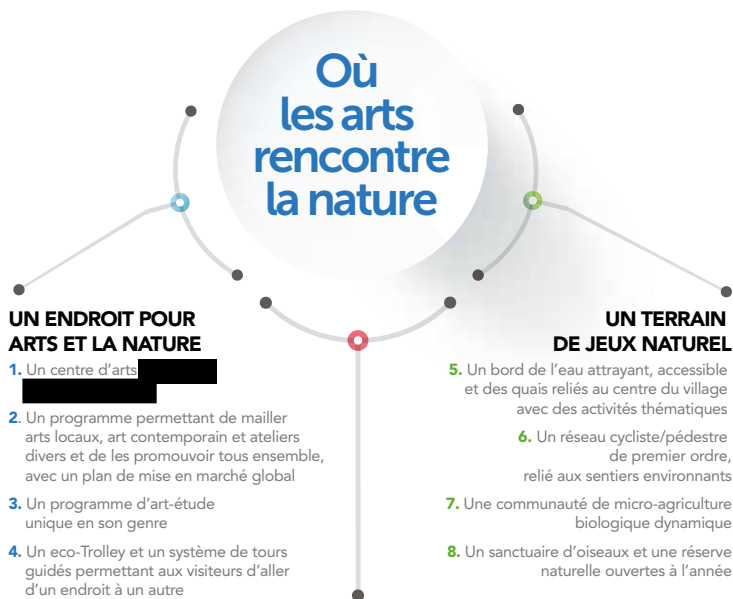 Où
les arts
rencontre
la nature
UN ENDROIT POUR
ARTS ET LA NATURE
1. Un centre d'arts
2. Un programme permettant de mailler
arts locaux, art contemporain et ateliers
divers et de les promouvoir tous ensemble,
avec un plan de mise en marché global
3. Un programme d'art-étude
unique en son genre
4. Un eco-Trolley et un système de tours
guidés permettant aux visiteurs d'aller
d'un endroit à un autre
UN TERRAIN
DE JEUX NATUREL
5. Un bord de l'eau attrayant, accessible
et des quais reliés au centre du village
avec des activités thématiques
6. Un réseau cycliste/pédestre
de premier ordre,
relié aux sentiers environnants
7. Une communauté de micro-agriculture
biologique dynamique
8. Un sanctuaire d'oiseaux et une réserve
naturelle ouvertes à l'année